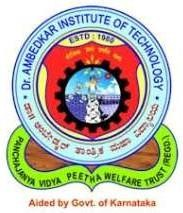 Dr. AMBEDKAR INSTITUTE OF TECHNOLOGY
ESTD : 1980
PANCHAJANYA VIDYA PEETHA WELFARE TRUST (REGD.)
Aided by Govt. of Karnataka